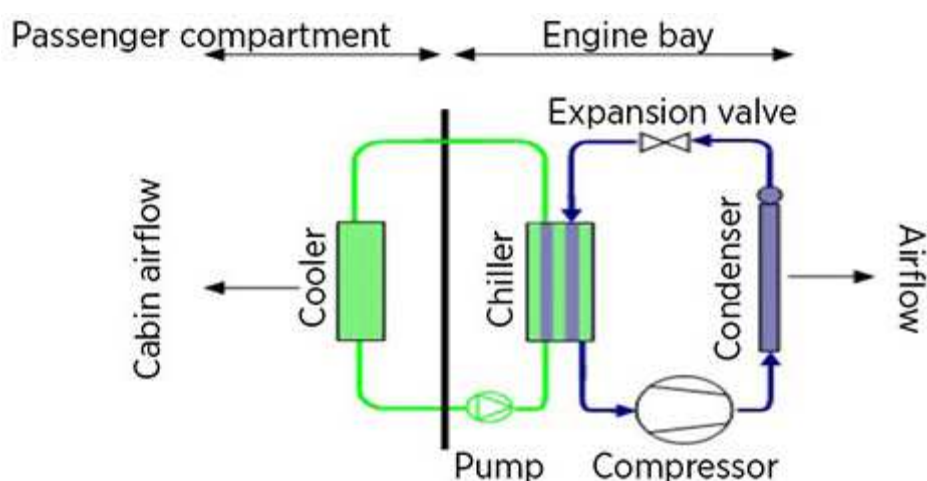 Passenger compartment
Engine bay
Expansion valve
Cabin airflow
Cooler
Chiller
Condenser
Airflow
Pump
Compressor